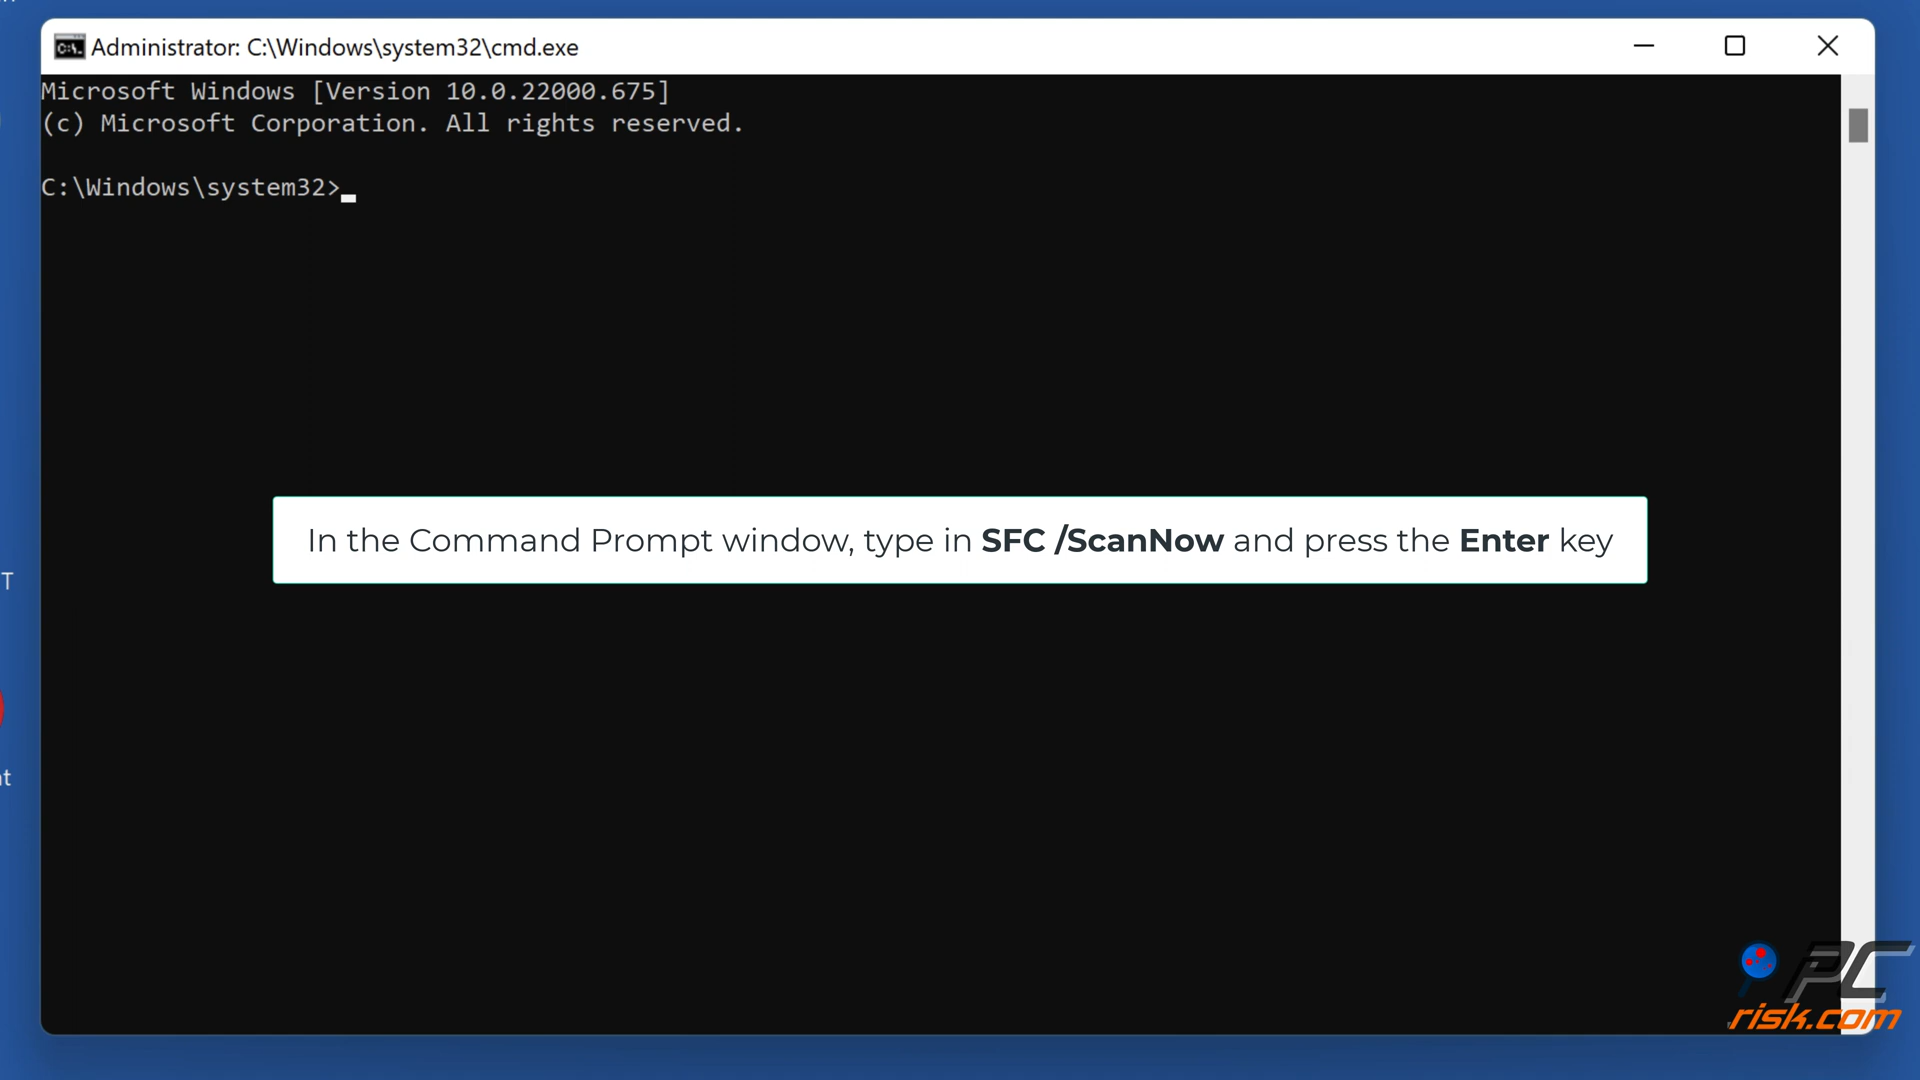 Administrator: C:\Windows\system32\cmd.exe
Microsoft Windows [Version 10.0.22000.675]
(c) Microsoft Corporation. All rights reserved.
C:\Windows\system32>
In the Command Prompt window, type in SFC /ScanNow and press the Enter key
T
PC
risk.com